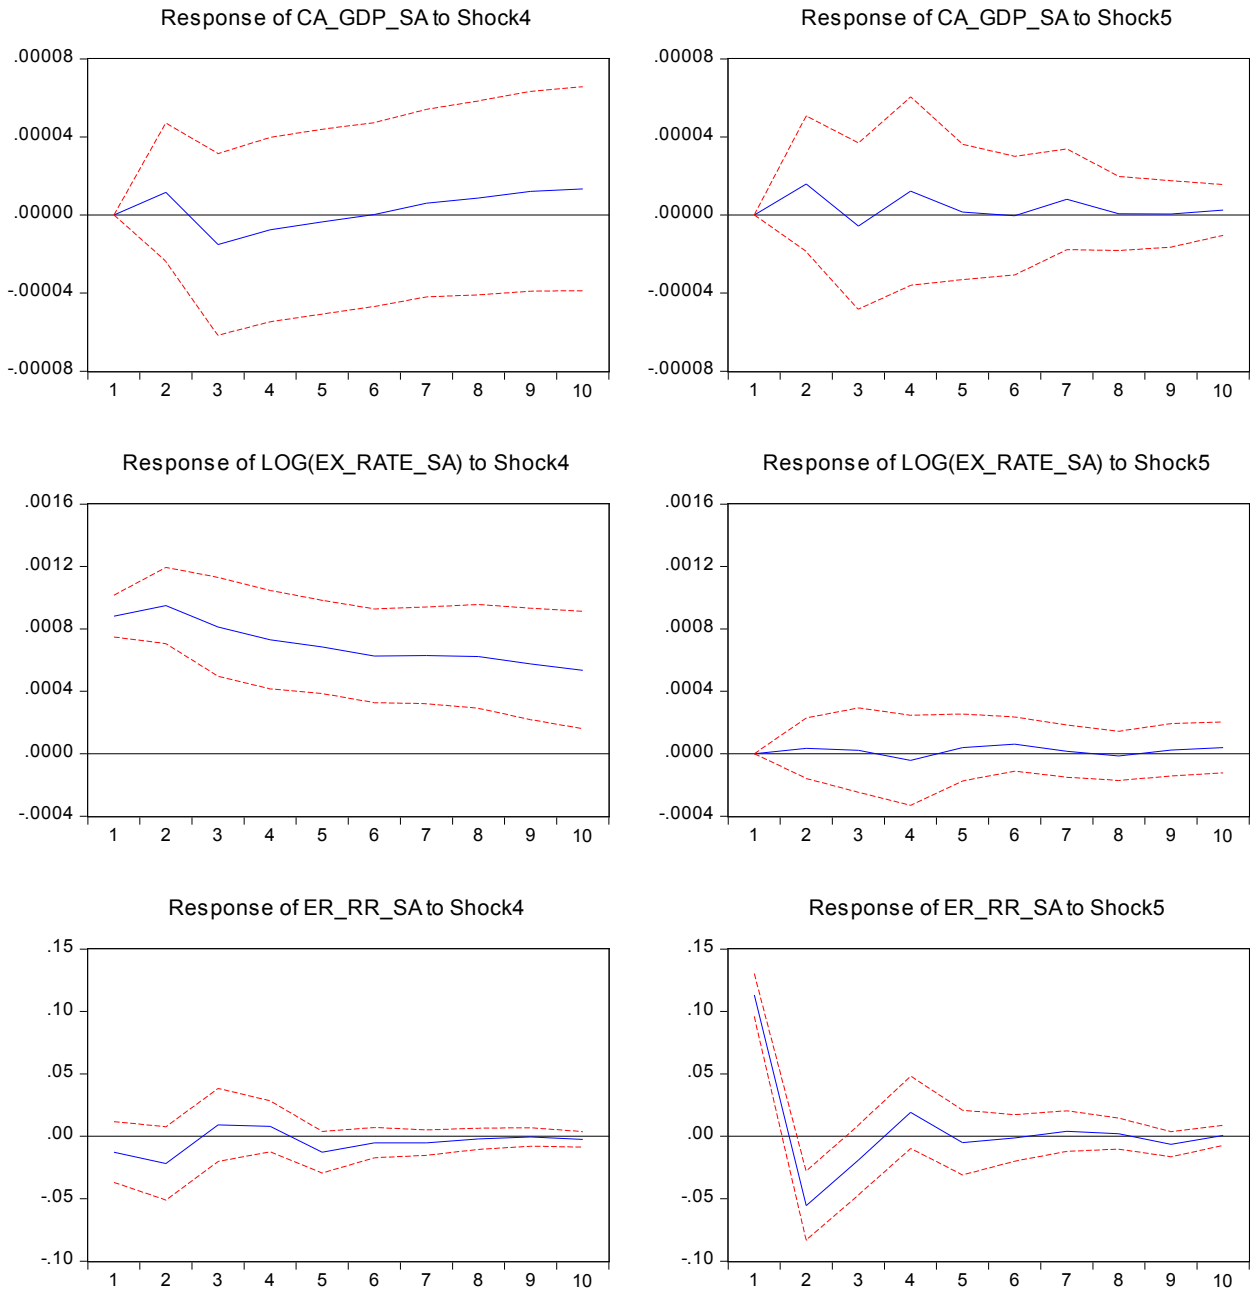 Response of CA_GDP_SA to Shock4
.00008
.00004
.00000
-.00004
-.00008
1 2 3 4 5 6 7 8 9 10
Response of CA_GDP_SA to Shock5
.00008
.00004
.00000
-.00004
-.00008
1 2 3 4 5 6 7 8 9 10
Response of LOG(EX_RATE_SA) to Shock4
.0016
.0012
.0008
.0004
.0000
-.0004
1 2 3 4 5 6 7 8 9 10
Response of LOG(EX_RATE_SA) to Shock5
.0016
.0012
.0008
.0004
.0000
-.0004
1 2 3 4 5 6 7 8 9 10
Response of ER_RR_SA to Shock4
.15
.10
.05
.00
-.05
-.10
1 2 3 4 5 6 7 8 9 10
Response of ER_RR_SA to Shock5
.15
.10
.05
.00
-.05
-.10
1 2 3 4 5 6 7 8 9 10